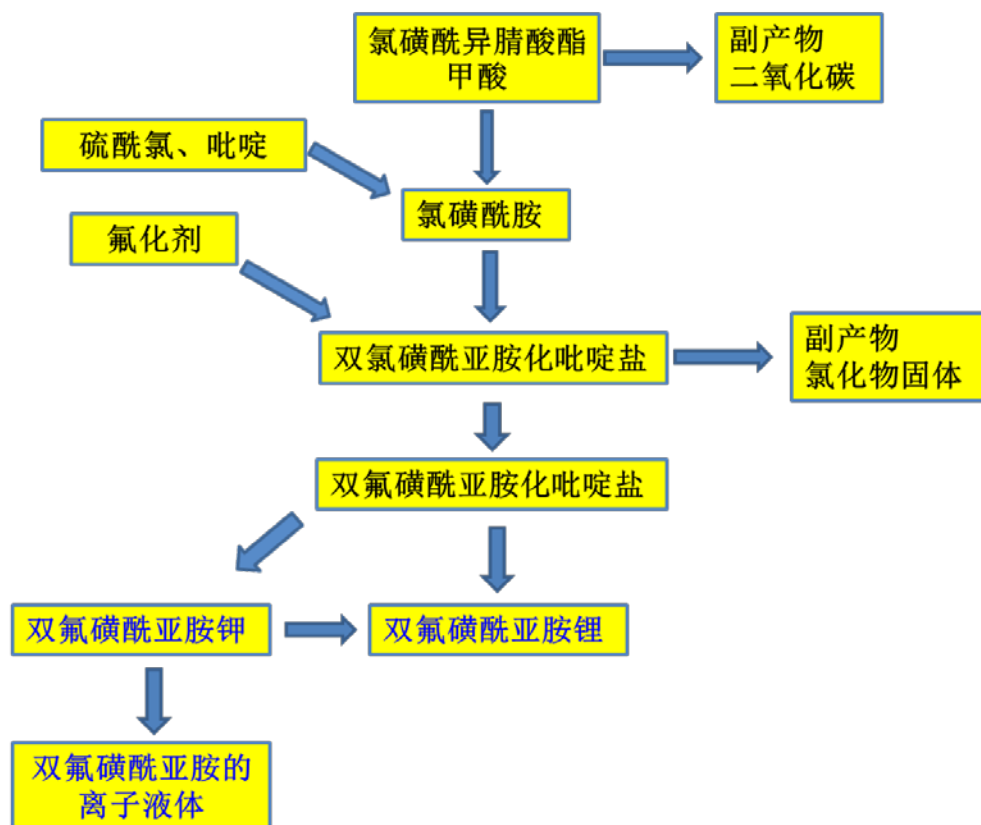 氯磺酰异腈酸酯
甲酸
副产物
二氧化碳
硫酰氯、吡啶
氯磺酰胺
氟化剂
双氯磺酰亚胺化吡啶盐
副产物
氯化物固体
双氟磺酰亚胺化吡啶盐
双氟磺酰亚胺钾
双氟磺酰亚胺锂
双氟磺酰亚胺的
离子液体